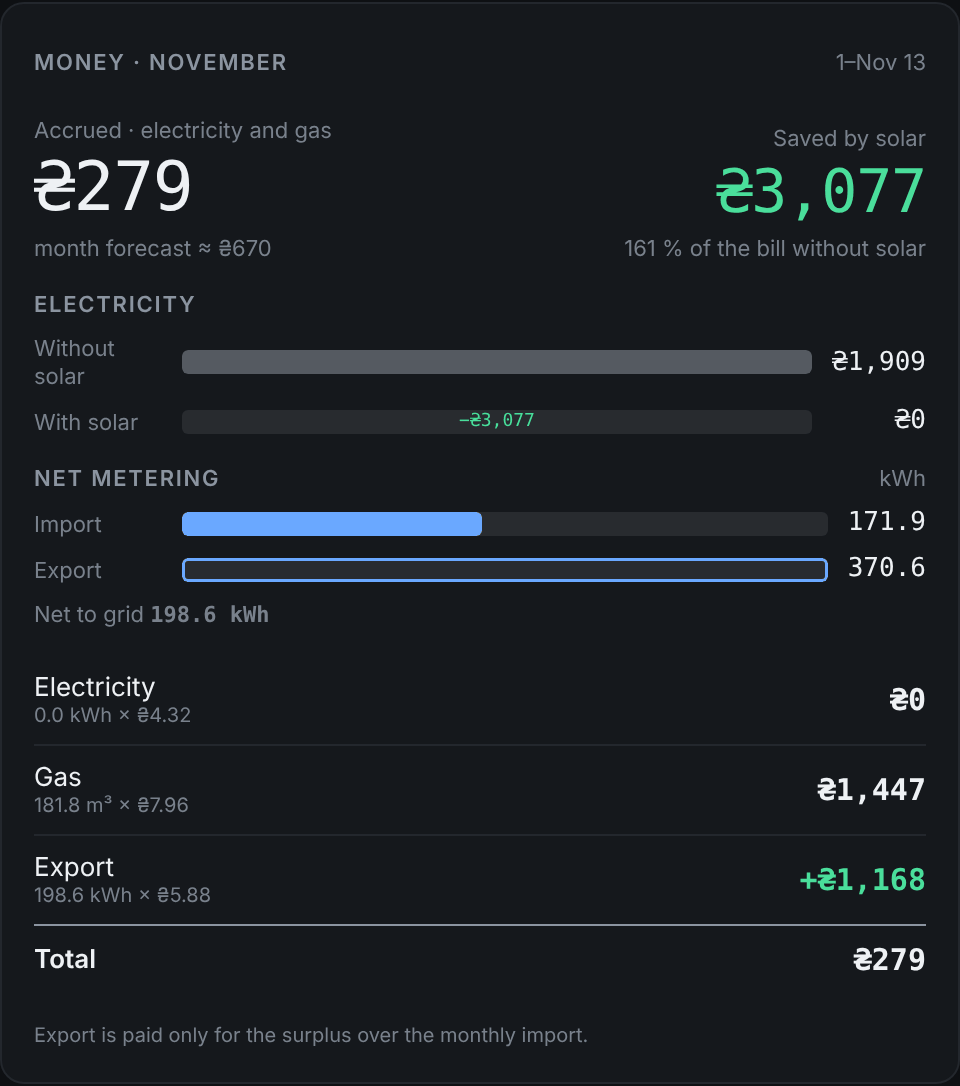 MONEY · NOVEMBER
1–Nov 13
Accrued · electricity and gas
₴279
month forecast ≈ ₴670
Saved by solar
₴3,077
161 % of the bill without solar
ELECTRICITY
Without
solar
₴1,909
With solar
−₴3,077
₴0
NET METERING
kWh
Import
171.9
Export
370.6
Net to grid 198.6 kWh
Electricity
0.0 kWh × ₴4.32
₴0
Gas
181.8 m³ × ₴7.96
₴1,447
Export
198.6 kWh × ₴5.88
+₴1,168
Total
₴279
Export is paid only for the surplus over the monthly import.